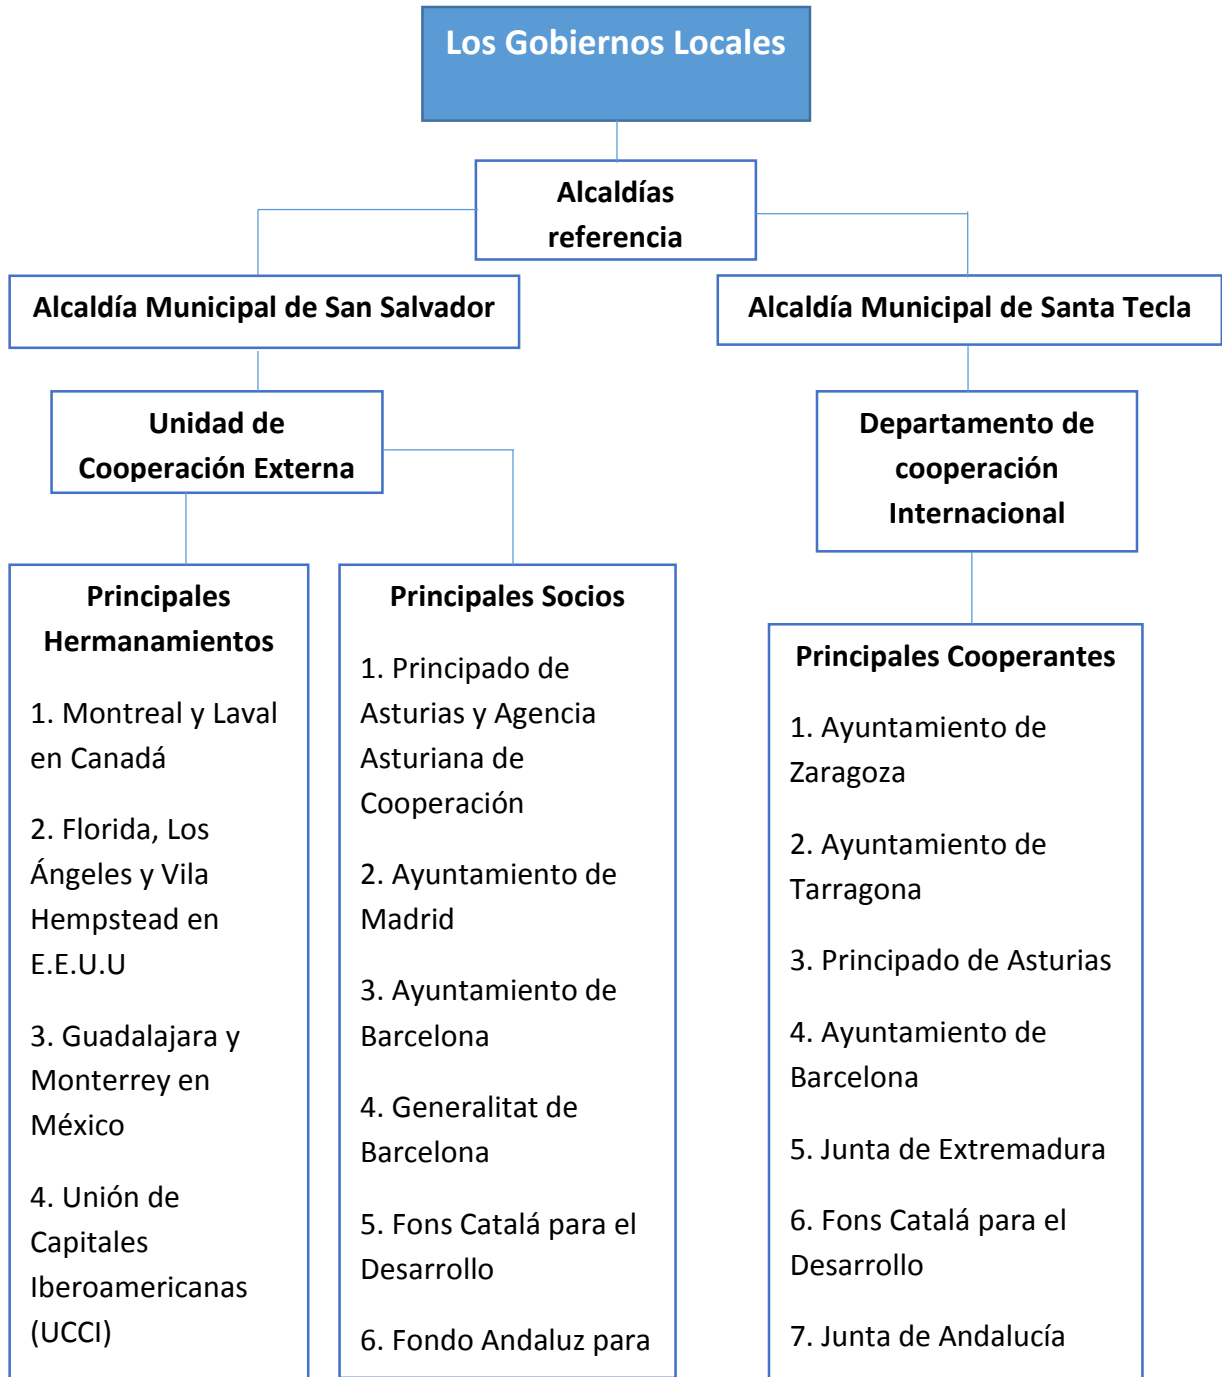 Los Gobiernos Locales
Alcaldías
referencia
Alcaldía Municipal de San Salvador
Alcaldía Municipal de Santa Tecla
Unidad de
Cooperación Externa
Departamento de
cooperación
Internacional
Principales
Hermanamientos
1. Montreal y Laval
en Canadá
2. Florida, Los
Ángeles y Vila
Hempstead en
E.E.U.U
3. Guadalajara y
Monterrey en
México
4. Unión de
Capitales
Iberoamericanas
(UCCI)
Principales Socios
1. Principado de
Asturias y Agencia
Asturiana de
Cooperación
2. Ayuntamiento de
Madrid
3. Ayuntamiento de
Barcelona
4. Generalitat de
Barcelona
5. Fons Catalá para el
Desarrollo
6. Fondo Andaluz para
Principales Cooperantes
1. Ayuntamiento de
Zaragoza
2. Ayuntamiento de
Tarragona
3. Principado de Asturias
4. Ayuntamiento de
Barcelona
5. Junta de Extremadura
6. Fons Catalá para el
Desarrollo
7. Junta de Andalucía